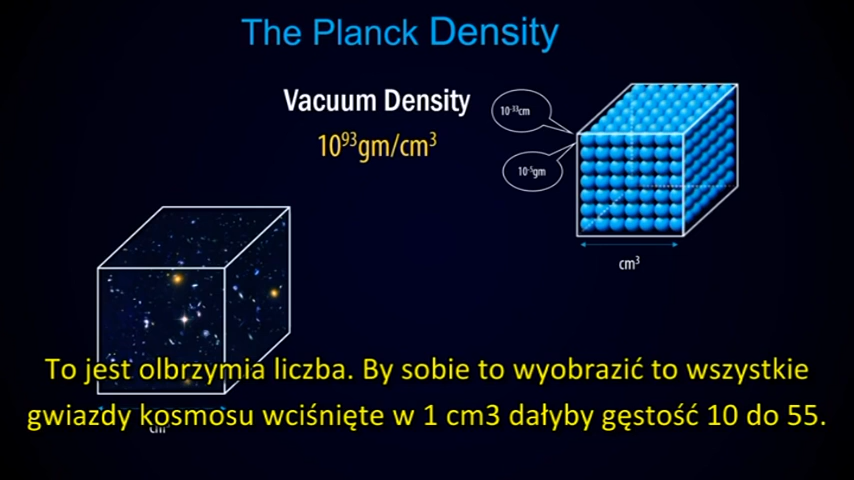 The Planck Density
Vacuum Density
10⁹³gm/cm³
10⁻³³cm
10⁻⁵gm
cm³
To jest olbrzymia liczba. By sobie to wyobrazić to wszystkie
gwiazdy kosmosu wciśnięte w 1 cm3 dałyby gęstość 10 do 55.